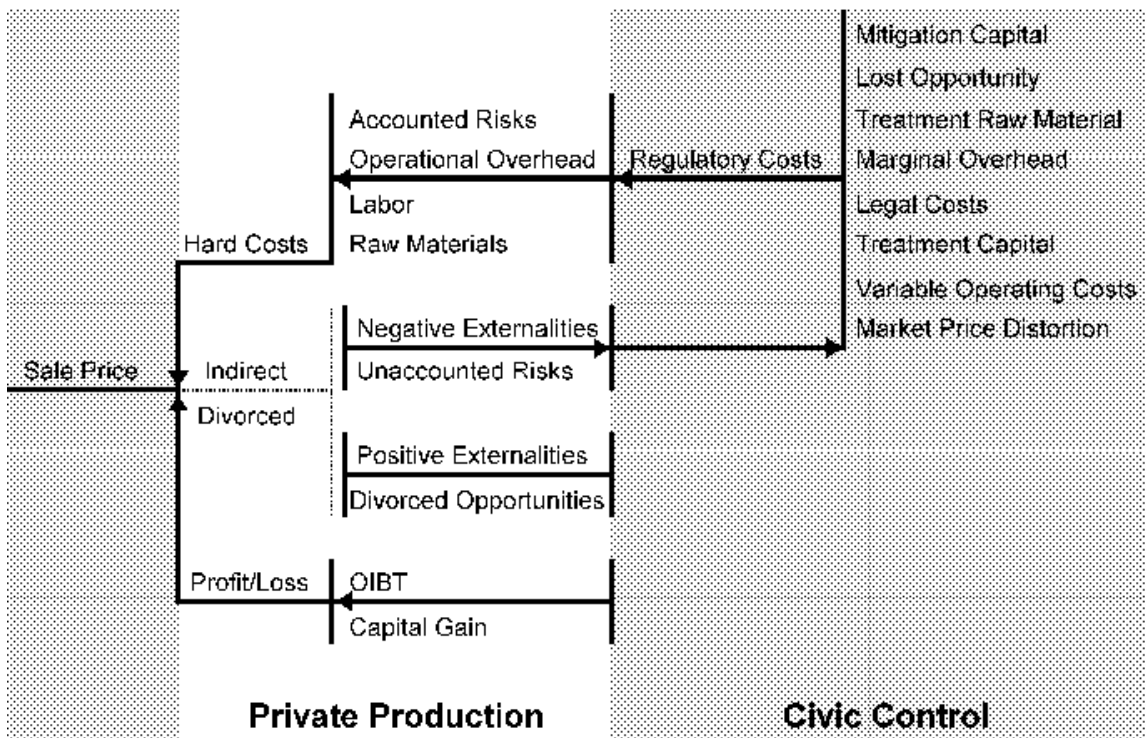 Mitigation Capital
Lost Opportunity
Accounted Risks
Treatment Raw Material
Operational Overhead
Regulatory Costs
Marginal Overhead
Labor
Legal Costs
Hard Costs
Raw Materials
Treatment Capital
Variable Operating Costs
Negative Externalities
Market Price Distortion
Sale Price
Indirect
Unaccounted Risks
Divorced
Positive Externalities
Divorced Opportunities
Profit/Loss
OIBT
Capital Gain
Private Production
Civic Control